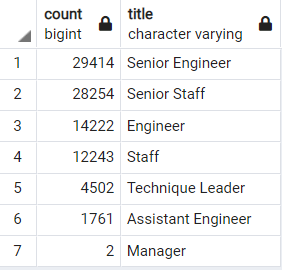 count title
bigint character varying
1 29414 Senior Engineer
2 28254 Senior Staff
3 14222 Engineer
4 12243 Staff
5 4502 Technique Leader
6 1761 Assistant Engineer
7 2 Manager